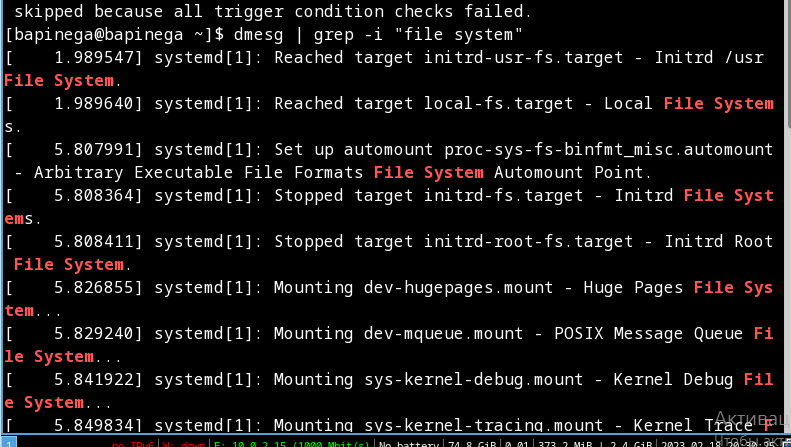 skipped because all trigger condition checks failed.
[bapinega@bapinega ~]$ dmesg | grep -i "file system"
[    1.989547] systemd[1]: Reached target initrd-usr-fs.target - Initrd /usr
File System.
[    1.989640] systemd[1]: Reached target local-fs.target - Local File System
s.
[    5.807991] systemd[1]: Set up automount proc-sys-fs-binfmt_misc.automount
 - Arbitrary Executable File Formats File System Automount Point.
[    5.808364] systemd[1]: Stopped target initrd-fs.target - Initrd File Syst
ems.
[    5.808411] systemd[1]: Stopped target initrd-root-fs.target - Initrd Root
 File System.
[    5.826855] systemd[1]: Mounting dev-hugepages.mount - Huge Pages File Sys
tem...
[    5.829240] systemd[1]: Mounting dev-mqueue.mount - POSIX Message Queue Fi
le System...
[    5.841922] systemd[1]: Mounting sys-kernel-debug.mount - Kernel Debug Fil
e System...
[    5.849834] systemd[1]: Mounting sys-kernel-tracing.mount - Kernel Trace F
Активац
Чтобы акт
1 no IPv6 | W: down | E: 10.0.2.15 (1000 Mbit/s) | No battery | 74.8 GiB | 0.01 | 373.2 MiB | 2.4 GiB | 2023-02-18